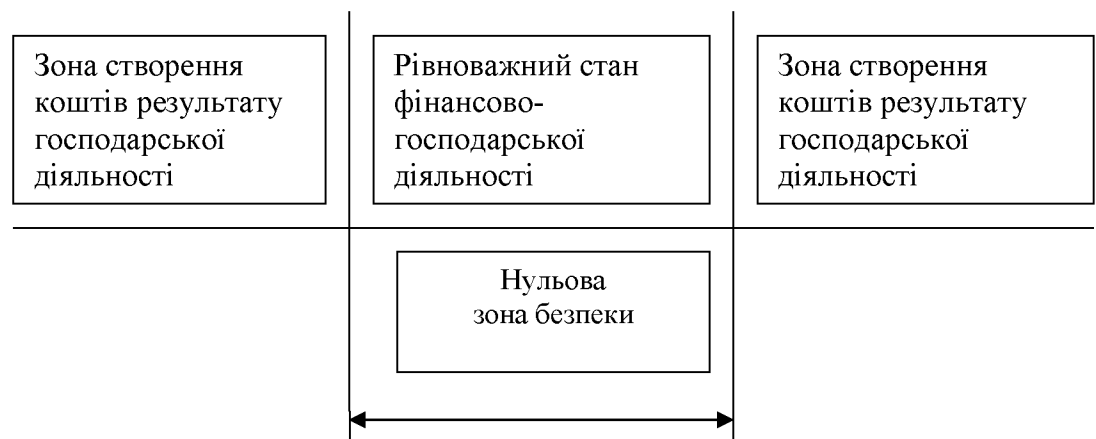 Зона створення
коштів результату
господарської
діяльності
Рівноважний стан
фінансово-
господарської
діяльності
Зона створення
коштів результату
господарської
діяльності
Нульова
зона безпеки